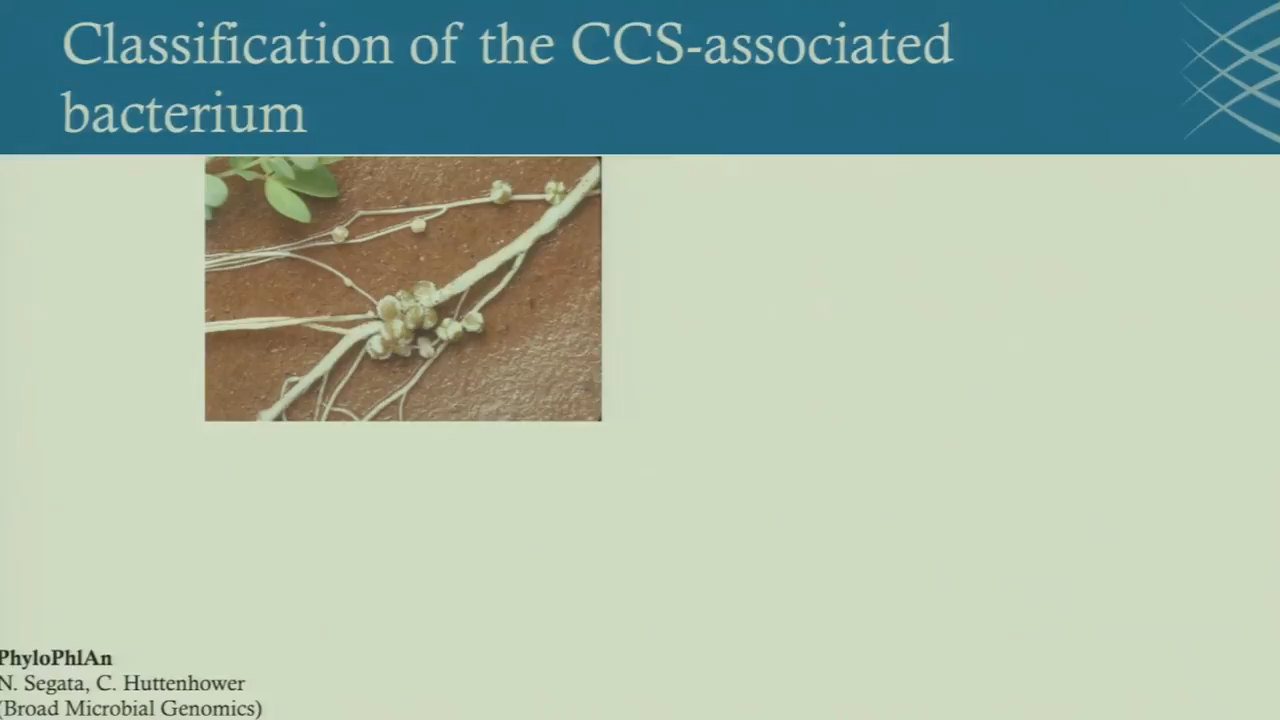 Classification of the CCS-associated
bacterium
PhyloPhlAn
N. Segata, C. Huttenhower
(Broad Microbial Genomics)